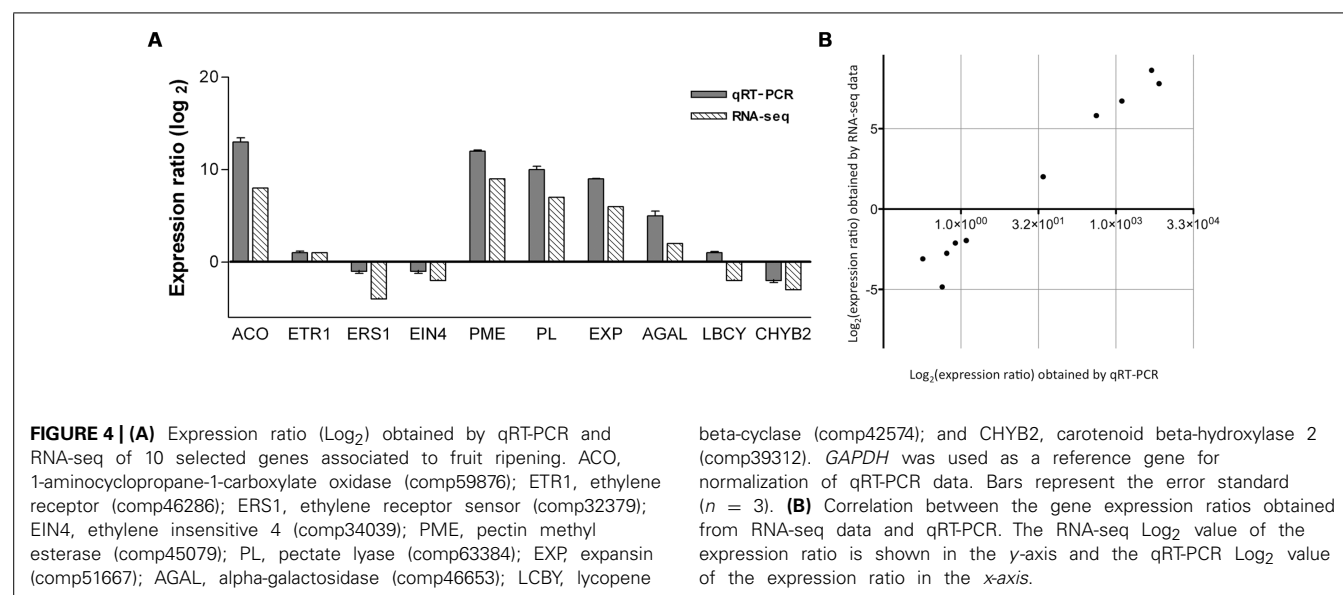 A
Expression ratio (log 2)
20
10
0
qRT-PCR
RNA-seq
ACO ETR1 ERS1 EIN4 PME PL EXP AGAL LBCY CHYB2
B
Log2(expression ratio) obtained by RNA-seq data
5
0
-5
1.0×10⁰⁰ 3.2×10⁰¹ 1.0×10⁰³ 3.3×10⁰⁴
Log2(expression ratio) obtained by qRT-PCR
FIGURE 4 | (A) Expression ratio (Log2) obtained by qRT-PCR and
RNA-seq of 10 selected genes associated to fruit ripening. ACO,
1-aminocyclopropane-1-carboxylate oxidase (comp59876); ETR1, ethylene
receptor (comp46286); ERS1, ethylene receptor sensor (comp32379);
EIN4, ethylene insensitive 4 (comp34039); PME, pectin methyl
esterase (comp45079); PL, pectate lyase (comp63384); EXP, expansin
(comp51667); AGAL, alpha-galactosidase (comp46653); LCBY, lycopene
beta-cyclase (comp42574); and CHYB2, carotenoid beta-hydroxylase 2
(comp39312). GAPDH was used as a reference gene for
normalization of qRT-PCR data. Bars represent the error standard
(n = 3). (B) Correlation between the gene expression ratios obtained
from RNA-seq data and qRT-PCR. The RNA-seq Log2 value of the
expression ratio is shown in the y-axis and the qRT-PCR Log2 value
of the expression ratio in the x-axis.